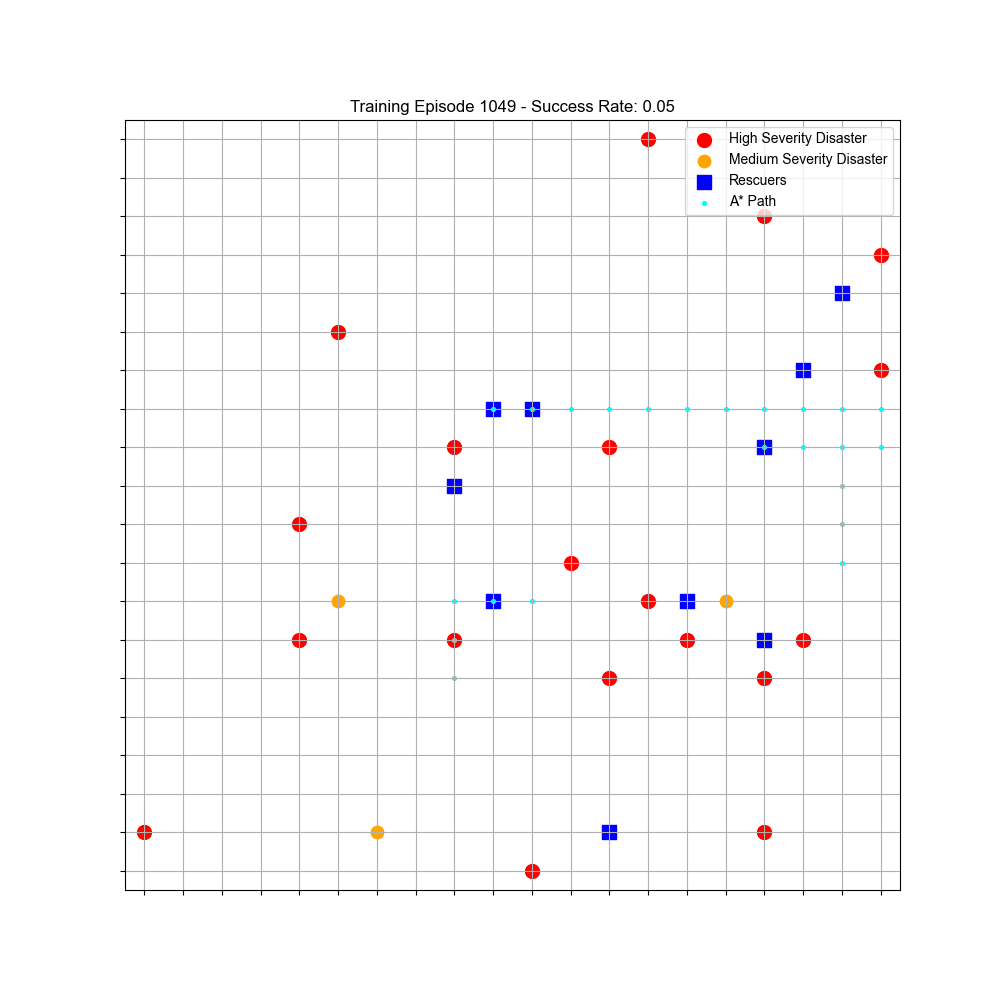 Training Episode 1049 - Success Rate: 0.05
High Severity Disaster
Medium Severity Disaster
Rescuers
A* Path